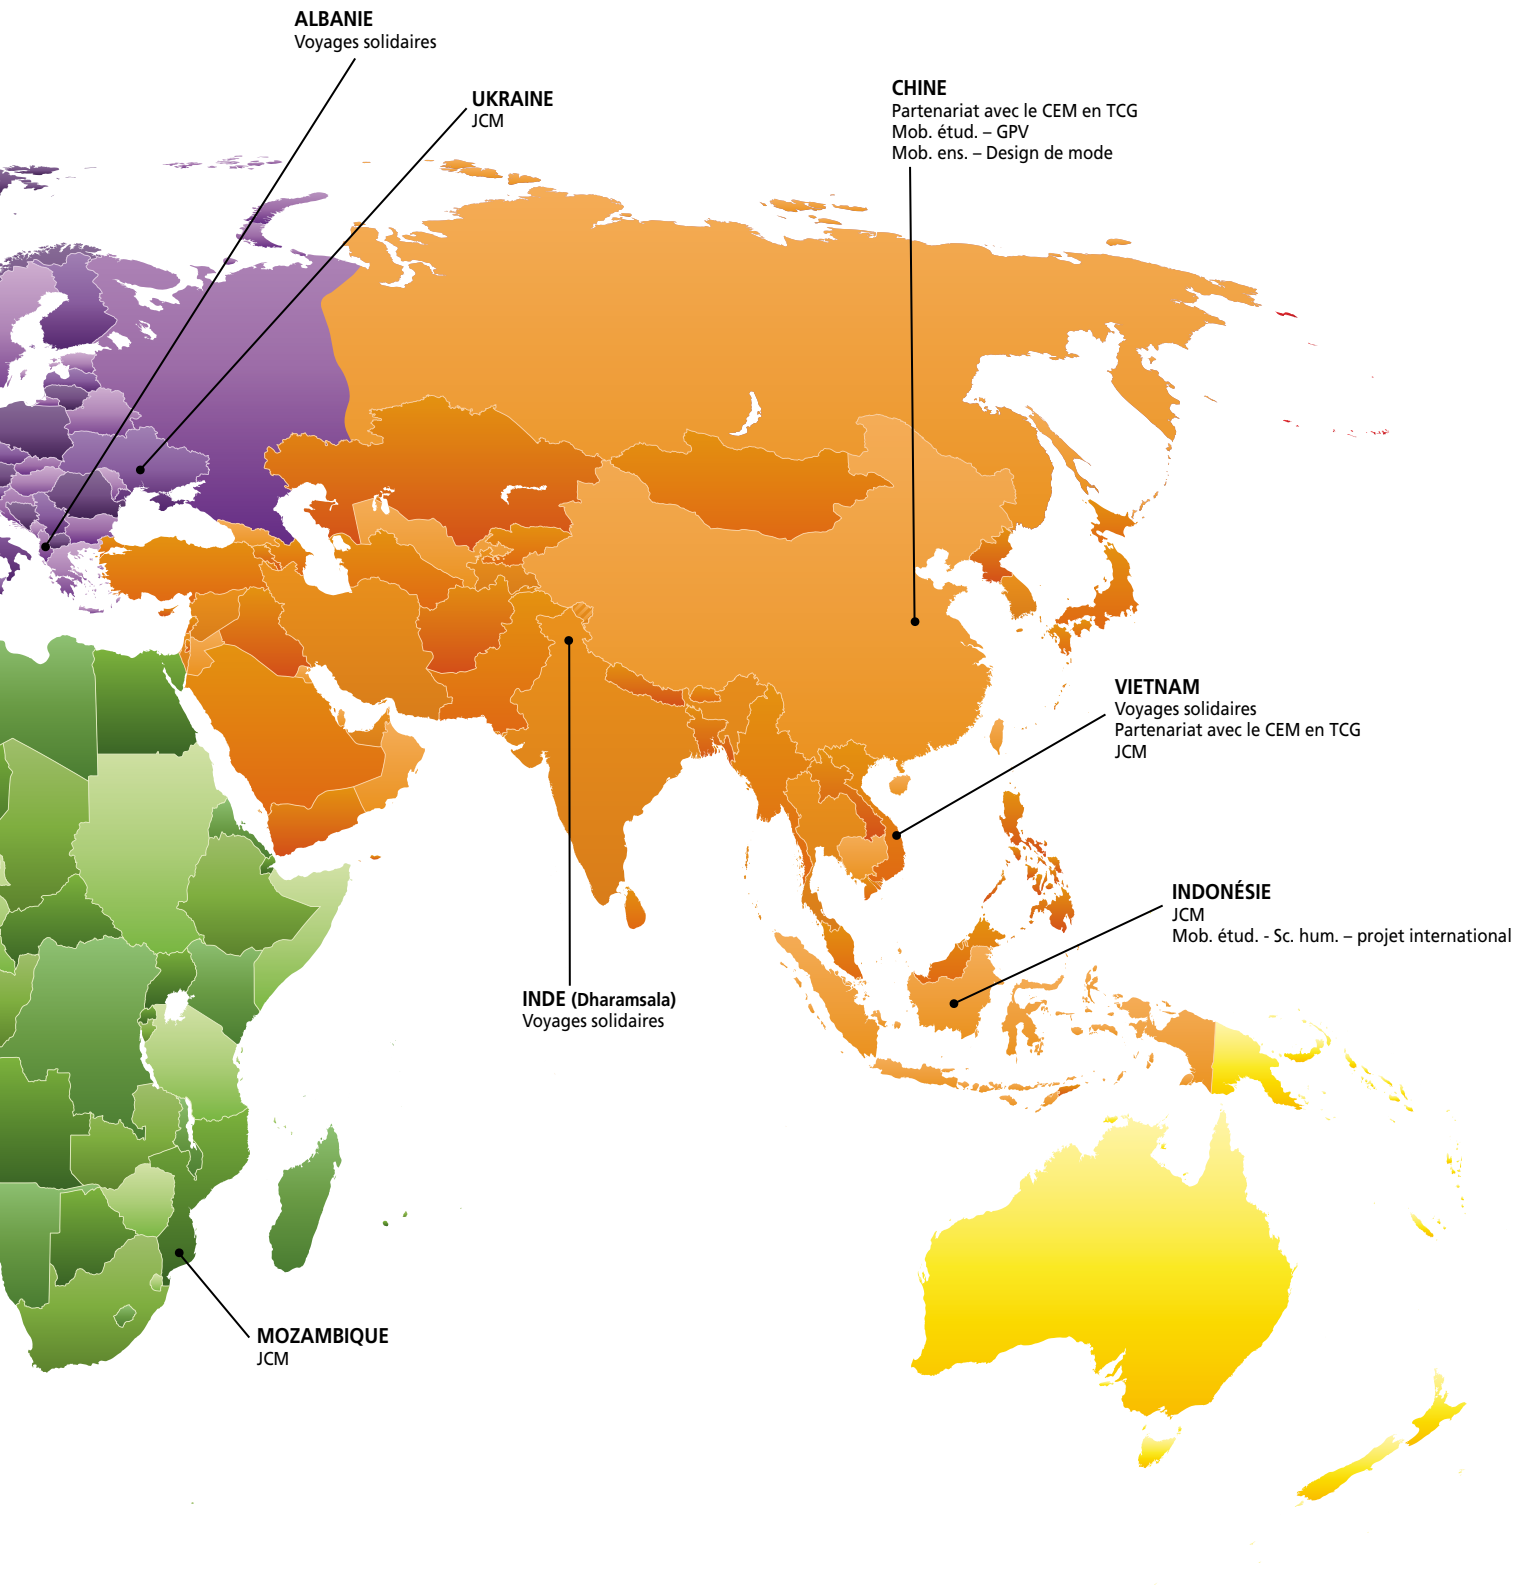 ALBANIE
Voyages solidaires
UKRAINE
JCM
CHINE
Partenariat avec le CEM en TCG
Mob. étud. – GPV
Mob. ens. – Design de mode
VIETNAM
Voyages solidaires
Partenariat avec le CEM en TCG
JCM
INDONÉSIE
JCM
Mob. étud. - Sc. hum. – projet international
INDE (Dharamsala)
Voyages solidaires
MOZAMBIQUE
JCM